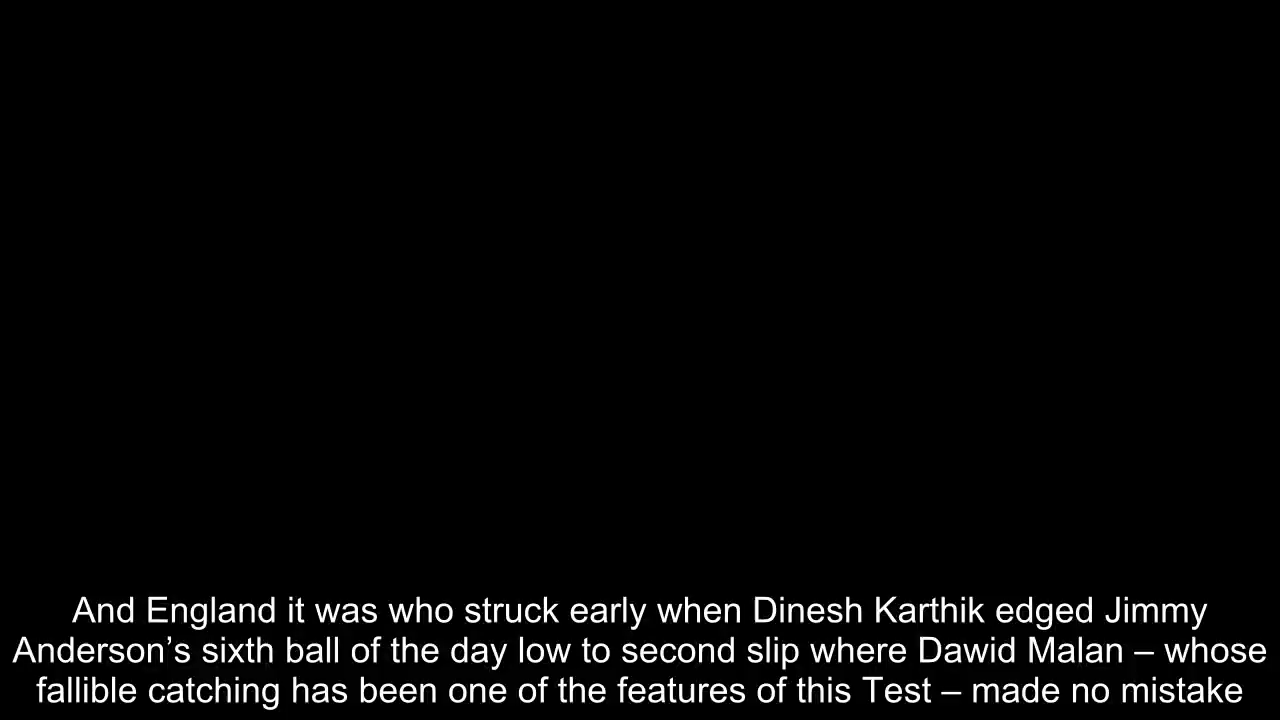 And England it was who struck early when Dinesh Karthik edged Jimmy
Anderson’s sixth ball of the day low to second slip where Dawid Malan – whose
fallible catching has been one of the features of this Test – made no mistake